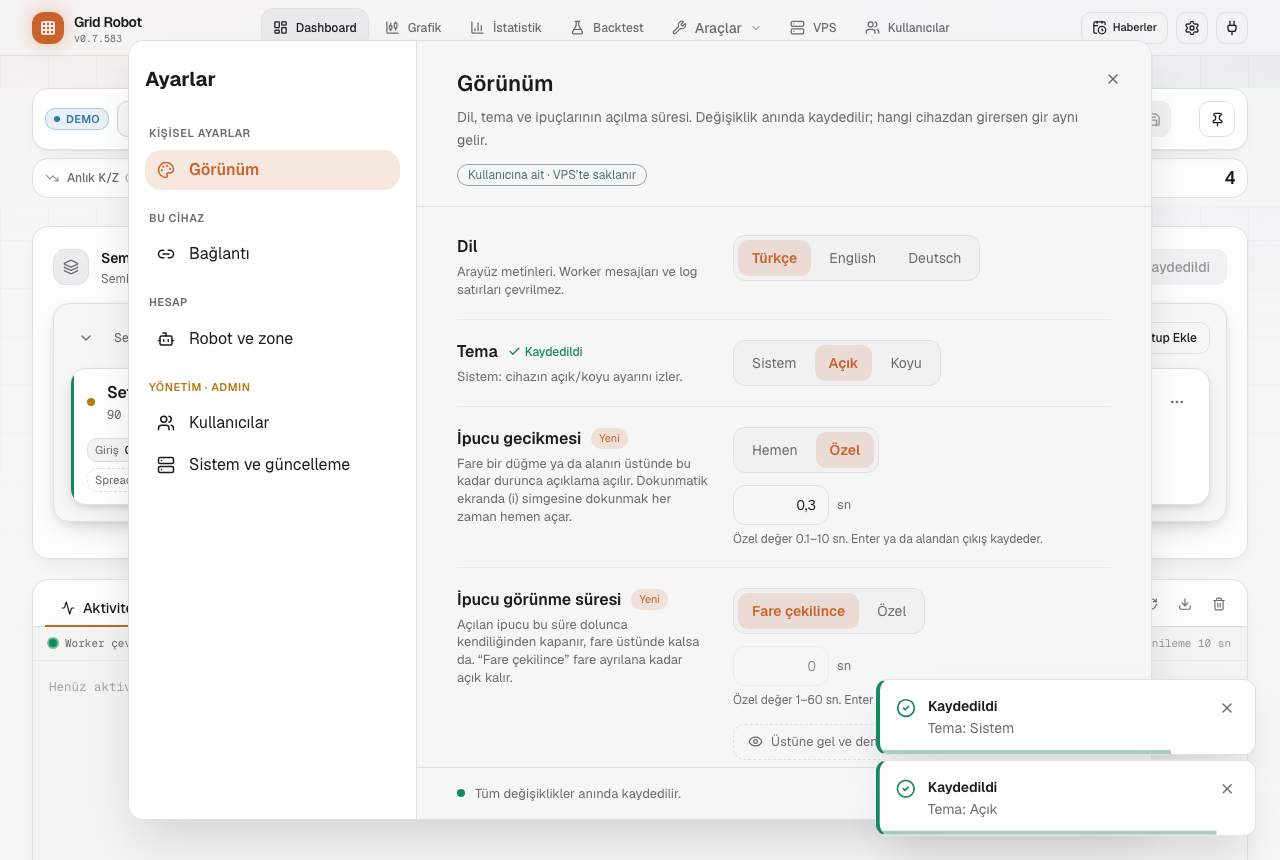 Grid Robot
v0.7.583
Dashboard
Grafik
İstatistik
Backtest
Araçlar
VPS
Kullanıcılar
Haberler
DEMO
Anlık K/Z
4
Ayarlar
KİŞİSEL AYARLAR
Görünüm
BU CİHAZ
Bağlantı
HESAP
Robot ve zone
YÖNETİM · ADMIN
Kullanıcılar
Sistem ve güncelleme
Görünüm
Dil, tema ve ipuçlarının açılma süresi. Değişiklik anında kaydedilir; hangi cihazdan girersen gir aynı
gelir.
Kullanıcına ait · VPS'te saklanır
Dil
Arayüz metinleri. Worker mesajları ve log
satırları çevrilmez.
Türkçe
English
Deutsch
Tema
Kaydedildi
Sistem: cihazın açık/koyu ayarını izler.
Sistem
Açık
Koyu
İpucu gecikmesi
Yeni
Fare bir düğme ya da alanın üstünde bu
kadar durunca açıklama açılır. Dokunmatik
ekranda (i) simgesine dokunmak her
zaman hemen açar.
Hemen
Özel
0,3 sn
Özel değer 0.1–10 sn. Enter ya da alandan çıkış kaydeder.
İpucu görünme süresi
Yeni
Açılan ipucu bu süre dolunca
kendiliğinden kapanır, fare üstünde kalsa
da. “Fare çekilince” fare ayrılana kadar
açık kalır.
Fare çekilince
Özel
0 sn
Özel değer 1–60 sn. Enter
Üstüne gel ve den
Tüm değişiklikler anında kaydedilir.
Sem
Semb
aydedildi
Se
tup Ekle
Set
90
Giriş
Spread
Aktivite
Worker çev
nileme 10 sn
Henüz aktiv
Kaydedildi
Tema: Sistem
Kaydedildi
Tema: Açık